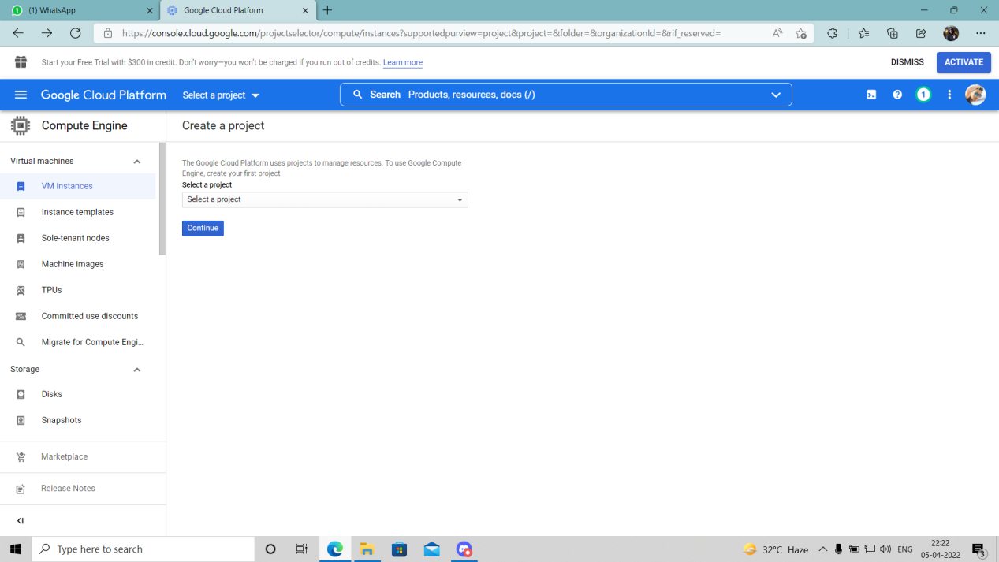 (1) WhatsApp
Google Cloud Platform
https://console.cloud.google.com/projectselector/compute/instances?supportedpurview=project&project=&folder=&organizationId=&rif_reserved=
Start your Free Trial with $300 in credit. Don't worry—you won't be charged if you run out of credits. Learn more
DISMISS
ACTIVATE
Google Cloud Platform
Select a project
Search Products, resources, docs (/)
1
Compute Engine
Create a project
Virtual machines
VM instances
Instance templates
Sole-tenant nodes
Machine images
TPUs
Committed use discounts
Migrate for Compute Engi...
Storage
Disks
Snapshots
Marketplace
Release Notes
The Google Cloud Platform uses projects to manage resources. To use Google Compute
Engine, create your first project.
Select a project
Select a project
Continue
Type here to search
32°C Haze
ENG
22:22
05-04-2022
3